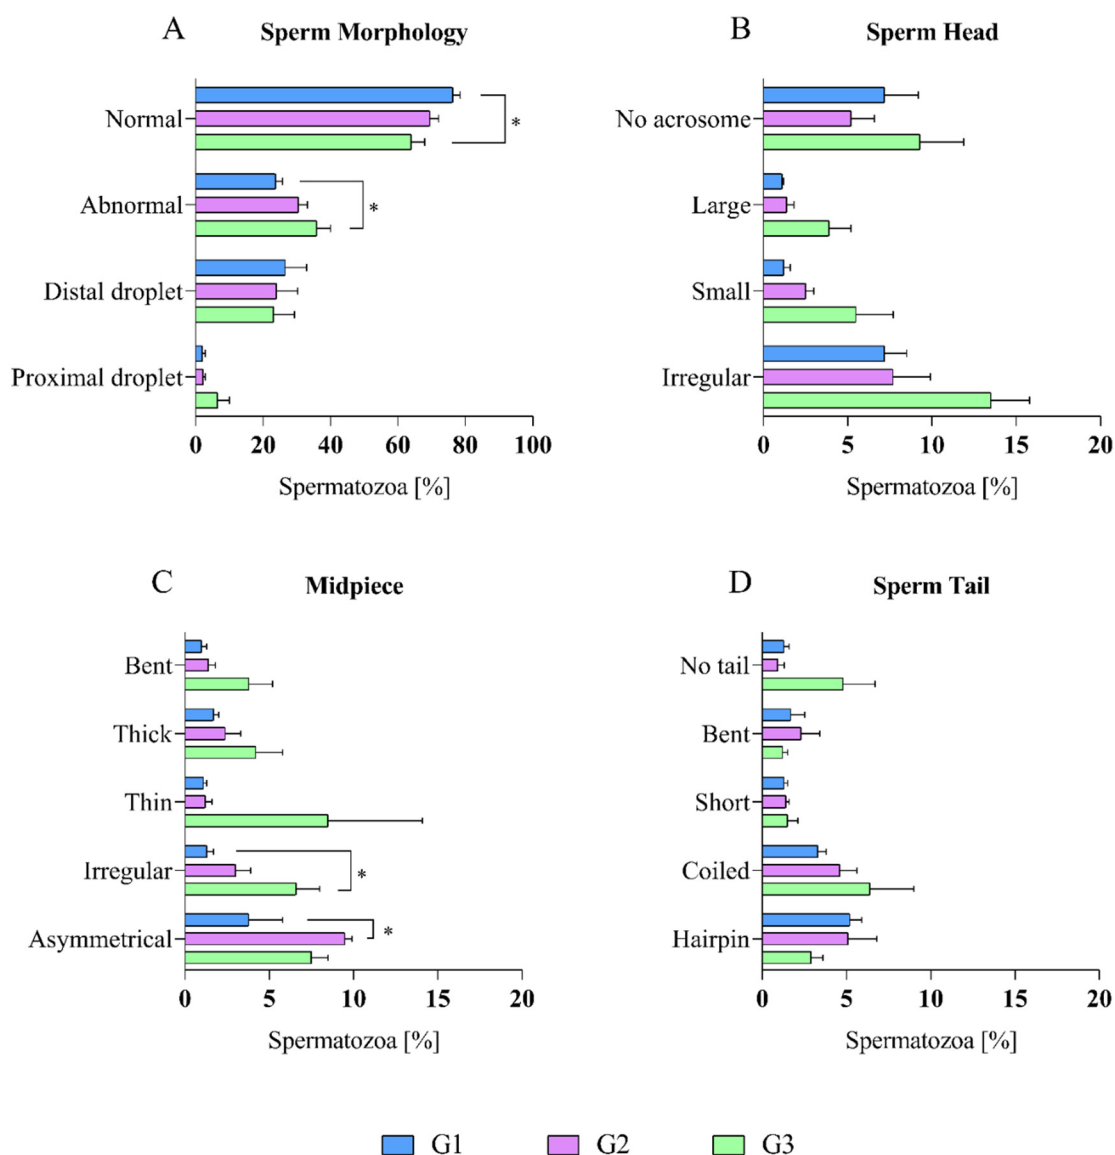 A Sperm Morphology
Normal
*
Abnormal
*
Distal droplet
Proximal droplet
0 20 40 60 80 100
Spermatozoa [%]
B Sperm Head
No acrosome
Large
Small
Irregular
0 5 10 15 20
Spermatozoa [%]
C Midpiece
Bent
Thick
Thin
Irregular
*
Asymmetrical
*
0 5 10 15 20
Spermatozoa [%]
D Sperm Tail
No tail
Bent
Short
Coiled
Hairpin
0 5 10 15 20
Spermatozoa [%]
G1 G2 G3